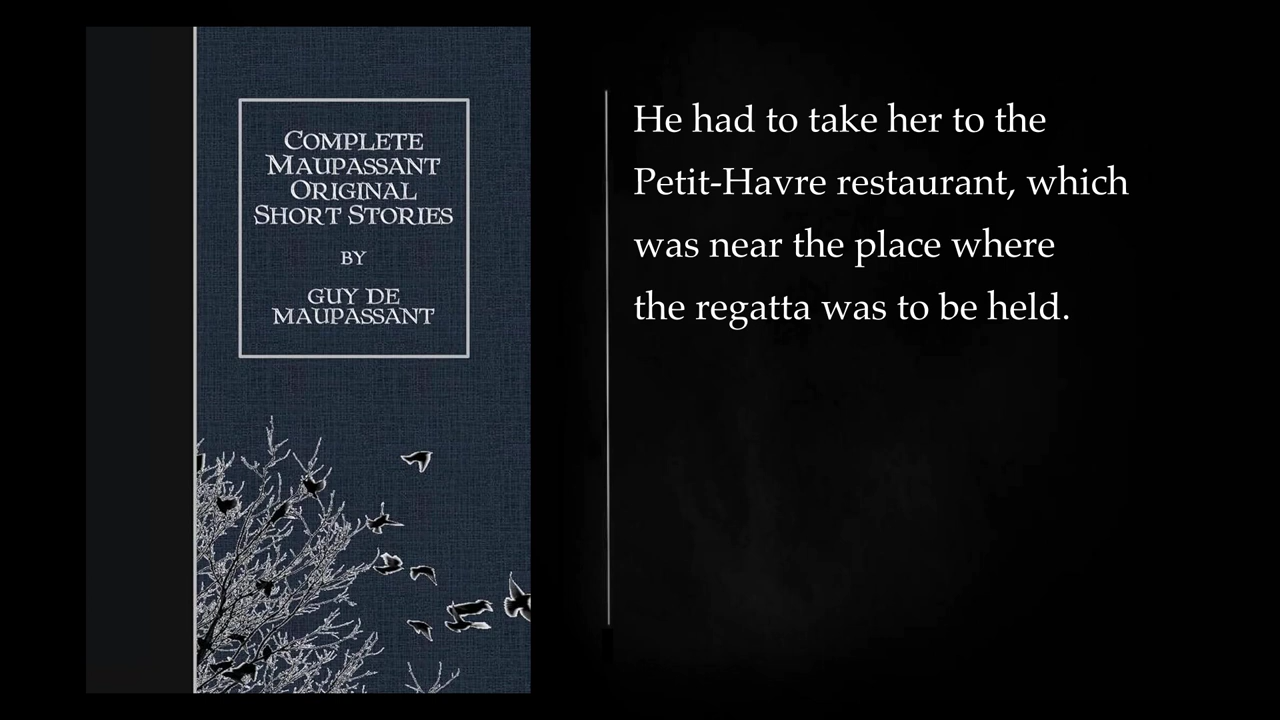 COMPLETE
MAUPASSANT
ORIGINAL
SHORT STORIES
BY
GUY DE
MAUPASSANT
He had to take her to the
Petit-Havre restaurant, which
was near the place where
the regatta was to be held.